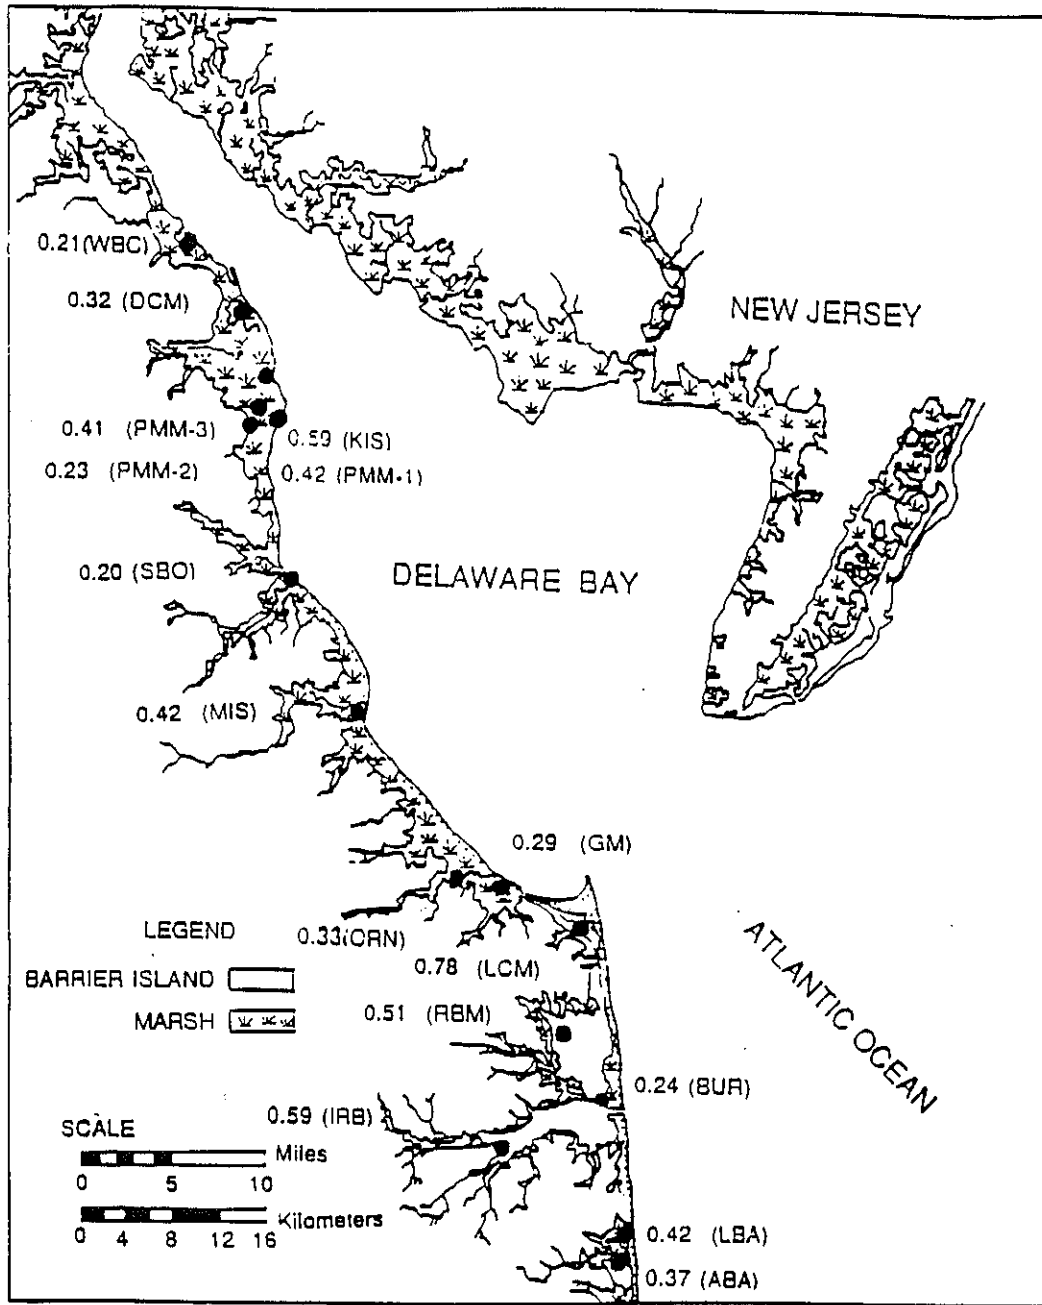 0.21(WBC)
0.32 (DCM)
NEW JERSEY
0.41 (PMM-3)
0.59 (KIS)
0.23 (PMM-2)
0.42 (PMM-1)
0.20 (SBO)
DELAWARE BAY
0.42 (MIS)
0.29 (GM)
0.33(CRN)
0.78 (LCM)
ATLANTIC OCEAN
LEGEND
BARRIER ISLAND
MARSH
0.51 (RBM)
0.24 (BUR)
0.59 (IRB)
SCALE
Miles
0 5 10
Kilometers
0 4 8 12 16
0.42 (LBA)
0.37 (ABA)